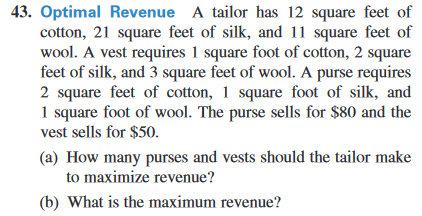 43. Optimal Revenue A tailor has 12 square feet of
cotton, 21 square feet of silk, and 11 square feet of
wool. A vest requires 1 square foot of cotton, 2 square
feet of silk, and 3 square feet of wool. A purse requires
2 square feet of cotton, 1 square foot of silk, and
1 square foot of wool. The purse sells for $80 and the
vest sells for $50.
(a) How many purses and vests should the tailor make
to maximize revenue?
(b) What is the maximum revenue?